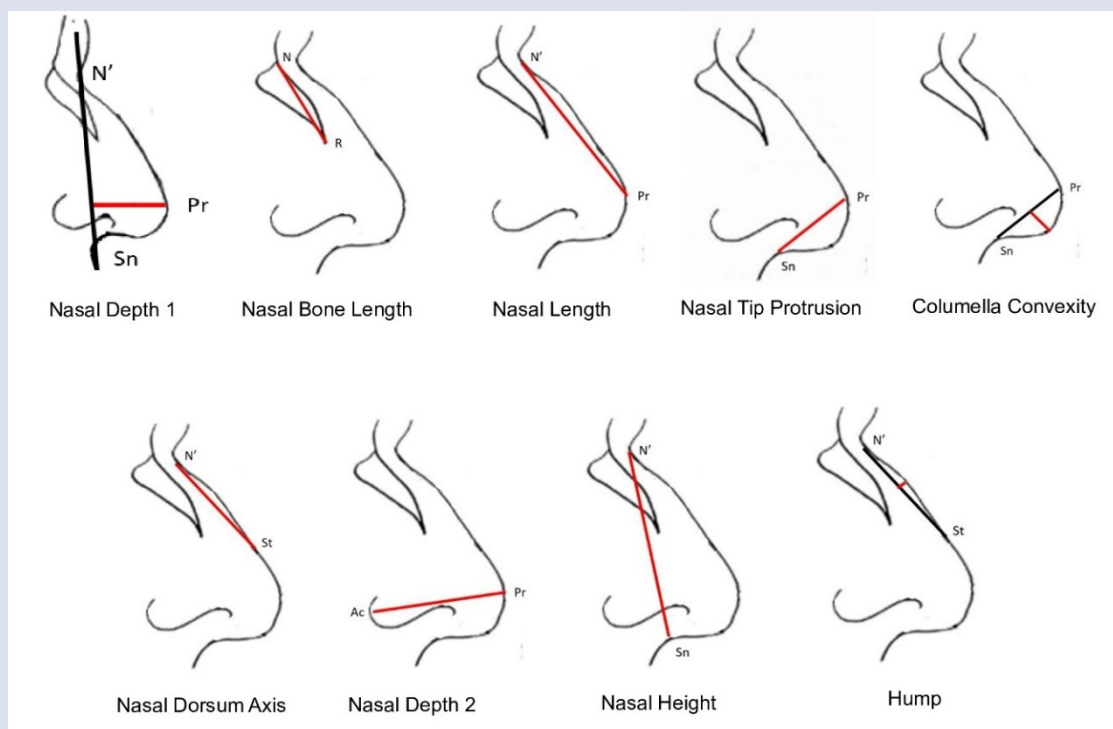 N'
Pr
Sn
Nasal Depth 1
N
R
Nasal Bone Length
N'
Pr
Nasal Length
Pr
Sn
Nasal Tip Protrusion
Pr
Sn
Columella Convexity
N'
St
Nasal Dorsum Axis
Ac
Pr
Nasal Depth 2
N'
Sn
Nasal Height
N'
St
Hump